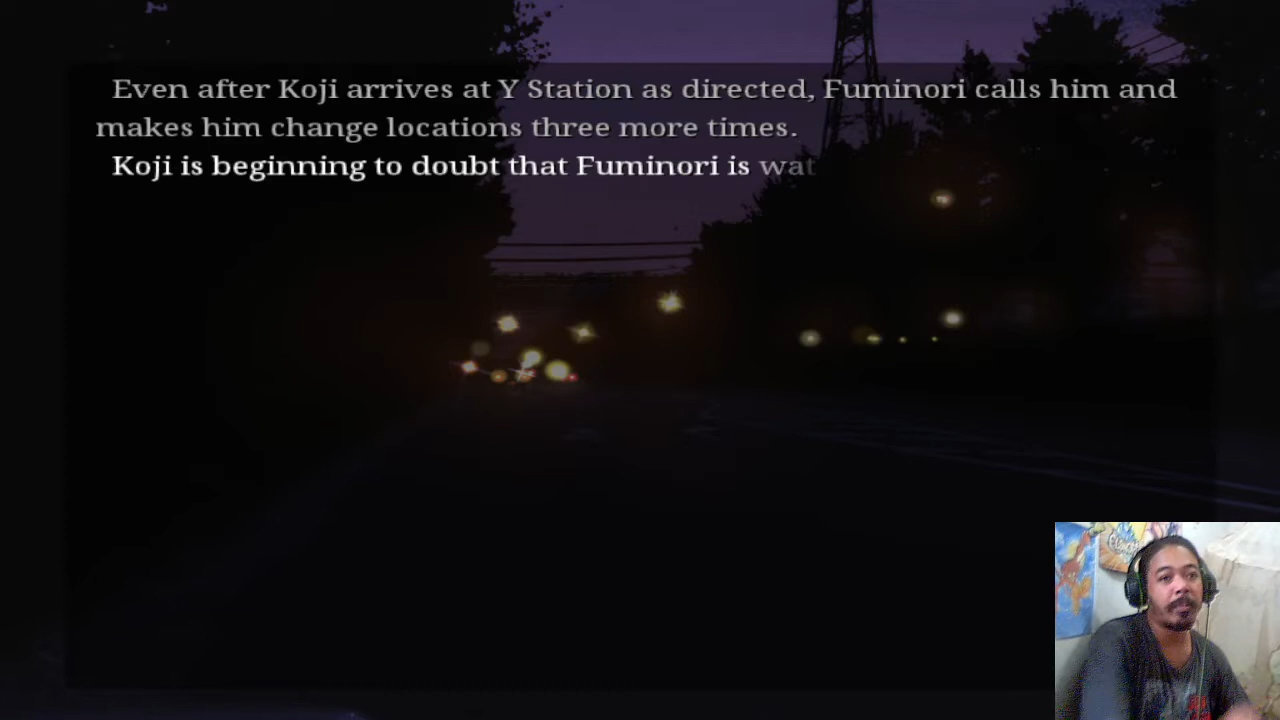 Even after Koji arrives at Y Station as directed, Fuminori calls him and
makes him change locations three more times.
Koji is beginning to doubt that Fuminori is wat